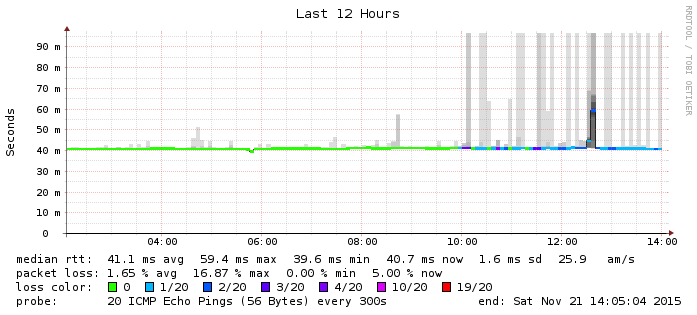 Last 12 Hours
RRDTOOL / TOBI OETIKER
Seconds
90 m
80 m
70 m
60 m
50 m
40 m
30 m
20 m
10 m
0
04:00 06:00 08:00 10:00 12:00 14:00
median rtt: 41.1 ms avg 59.4 ms max 39.6 ms min 40.7 ms now 1.6 ms sd 25.9 am/s
packet loss: 1.65 % avg 16.87 % max 0.00 % min 5.00 % now
loss color: 0 1/20 2/20 3/20 4/20 10/20 19/20
probe: 20 ICMP Echo Pings (56 Bytes) every 300s end: Sat Nov 21 14:05:04 2015